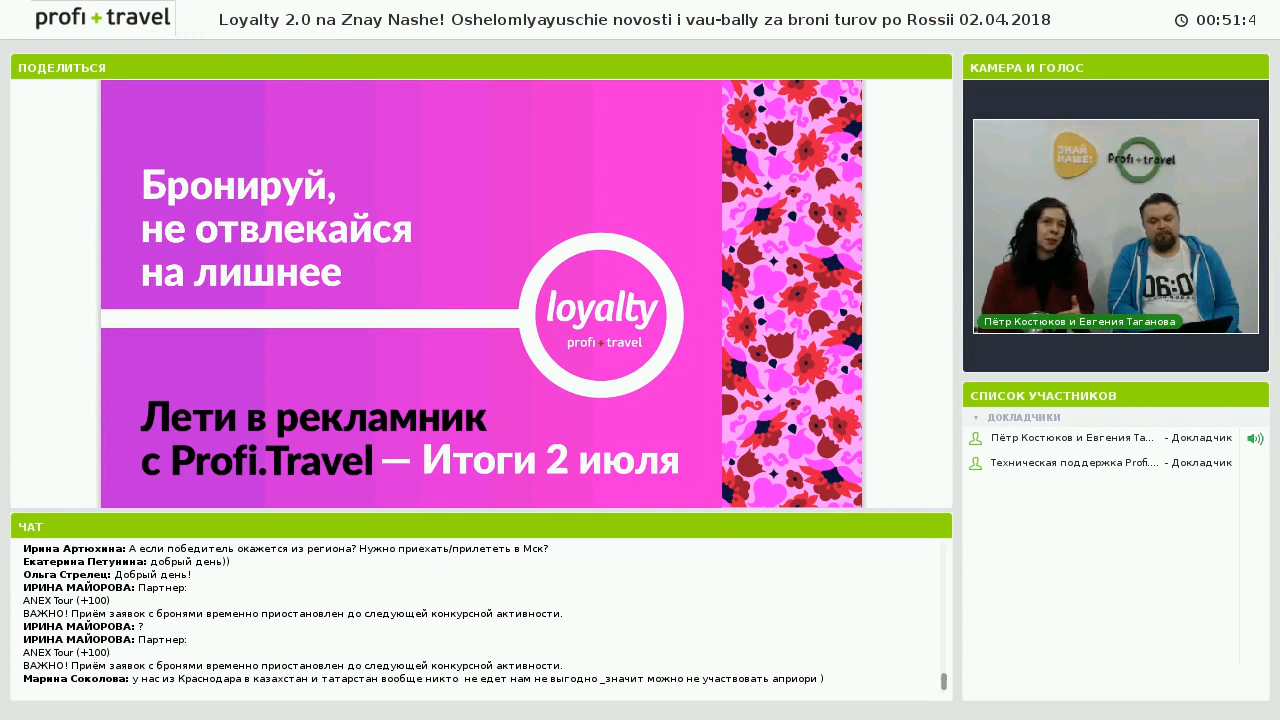 profi + travel
Loyalty 2.0 na Znay Nashe! Oshelomlyayuschie novosti i vau-bally za broni turov po Rossii 02.04.2018
00:51:4
ПОДЕЛИТЬСЯ
Бронируй,
не отвлекайся
на лишнее
loyalty
profi + travel
Лети в рекламник
с Profi.Travel — Итоги 2 июля
КАМЕРА И ГОЛОС
ЗНАЙ
НАШЕ!
Profi + travel
06:0
Пётр Костюков и Евгения Таганова
СПИСОК УЧАСТНИКОВ
ДОКЛАДЧИКИ
Пётр Костюков и Евгения Та... – Докладчик
Техническая поддержка Profi.... – Докладчик
ЧАТ
Ирина Артюхина: А если победитель окажется из региона? Нужно приехать/прилететь в Мск?
Екатерина Петунина: добрый день))
Ольга Стрелец: Добрый день!
ИРИНА МАЙОРОВА: Партнер:
ANEX Tour (+100)
ВАЖНО! Приём заявок с бронями временно приостановлен до следующей конкурсной активности.
ИРИНА МАЙОРОВА: ?
ИРИНА МАЙОРОВА: Партнер:
ANEX Tour (+100)
ВАЖНО! Приём заявок с бронями временно приостановлен до следующей конкурсной активности.
Марина Соколова: у нас из Краснодара в казахстан и татарстан вообще никто не едет нам не выгодно _значит можно не участвовать априори )